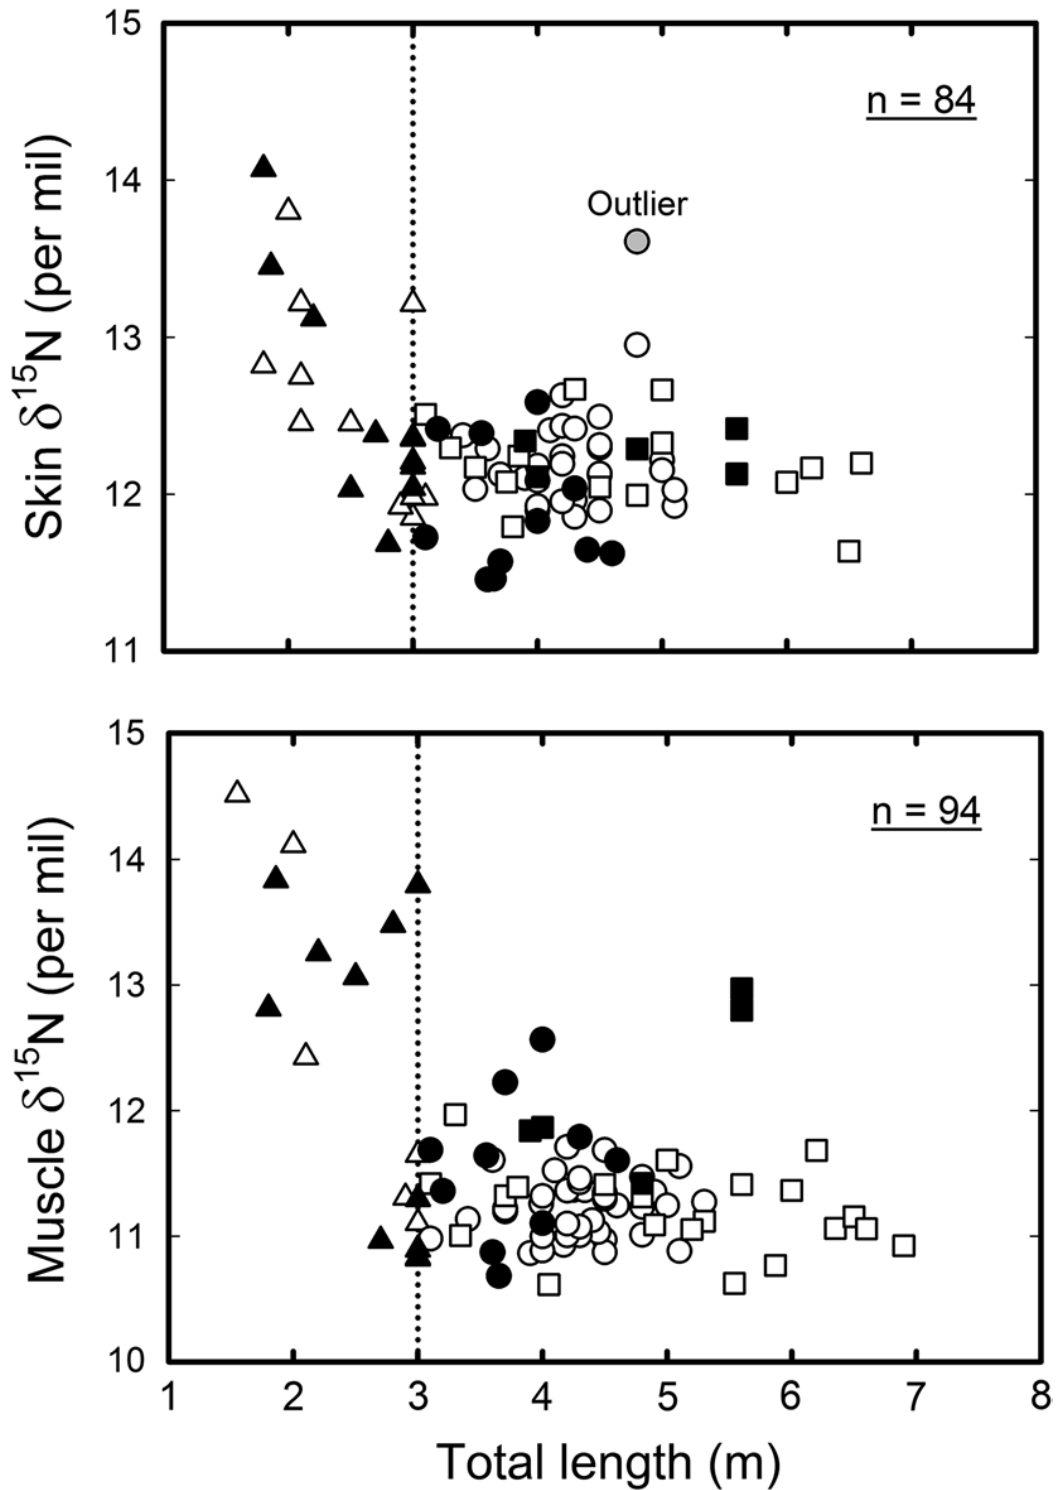 15
14
13
12
11
Skin δ¹⁵N (per mil)
n = 84
Outlier
15
14
13
12
11
10
Muscle δ¹⁵N (per mil)
n = 94
1 2 3 4 5 6 7 8
Total length (m)